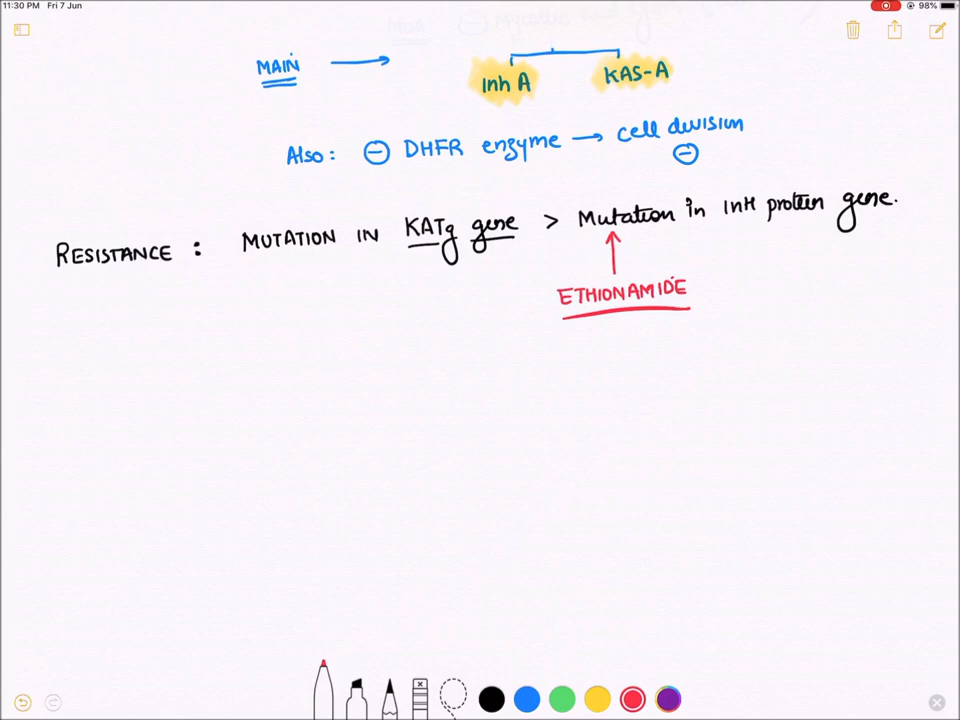 11:30 PM Fri 7 Jun 98%
MAIN → Inh A KAS-A
Also: ⊖ DHFR enzyme → cell division
⊖
RESISTANCE : MUTATION IN KATg gene > Mutation in InH protein gene.
↑
ETHIONAMIDE